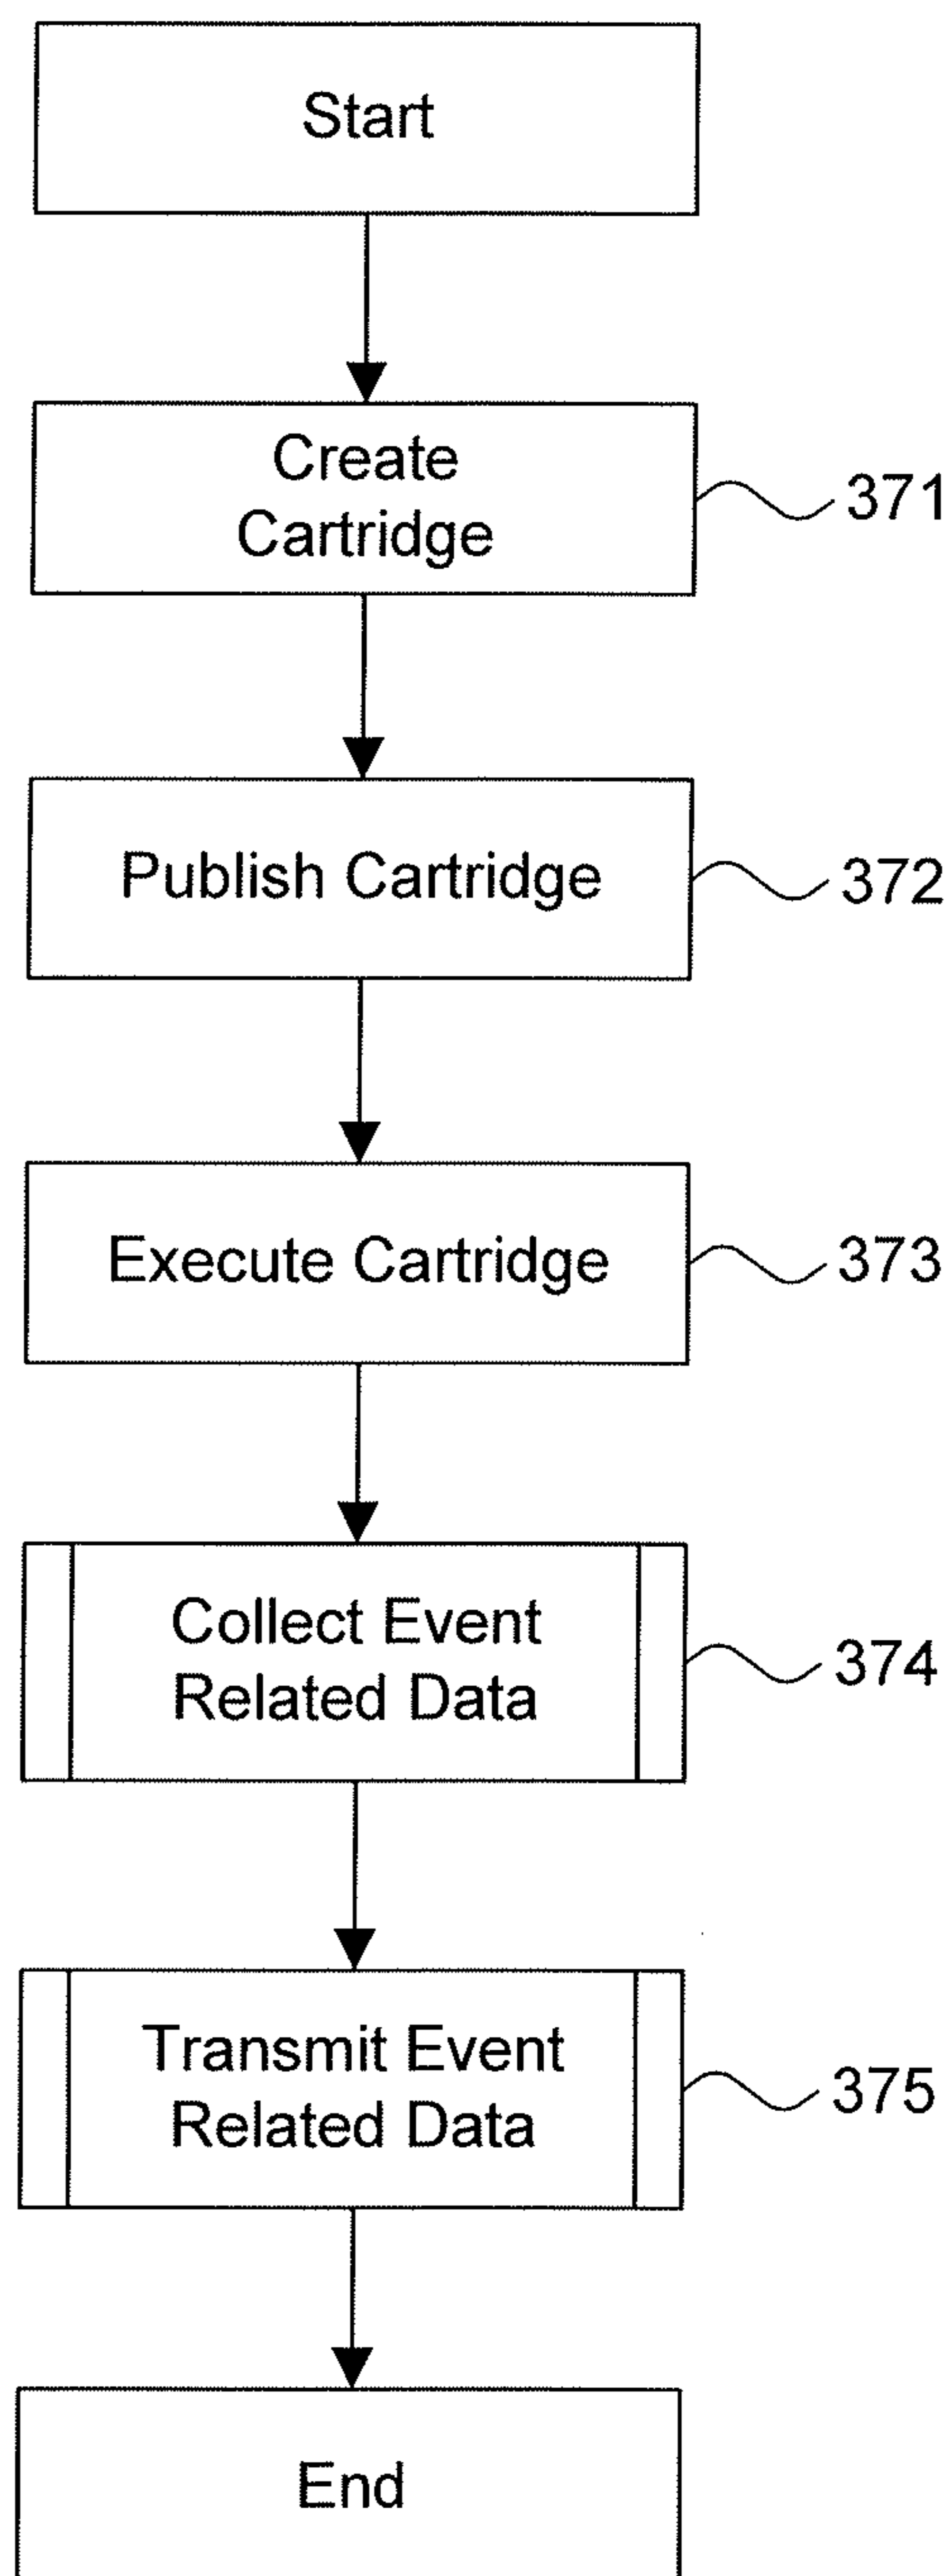 Start
Create
Cartridge
371
Publish Cartridge
372
Execute Cartridge
373
Collect Event
Related Data
374
Transmit Event
Related Data
375
End